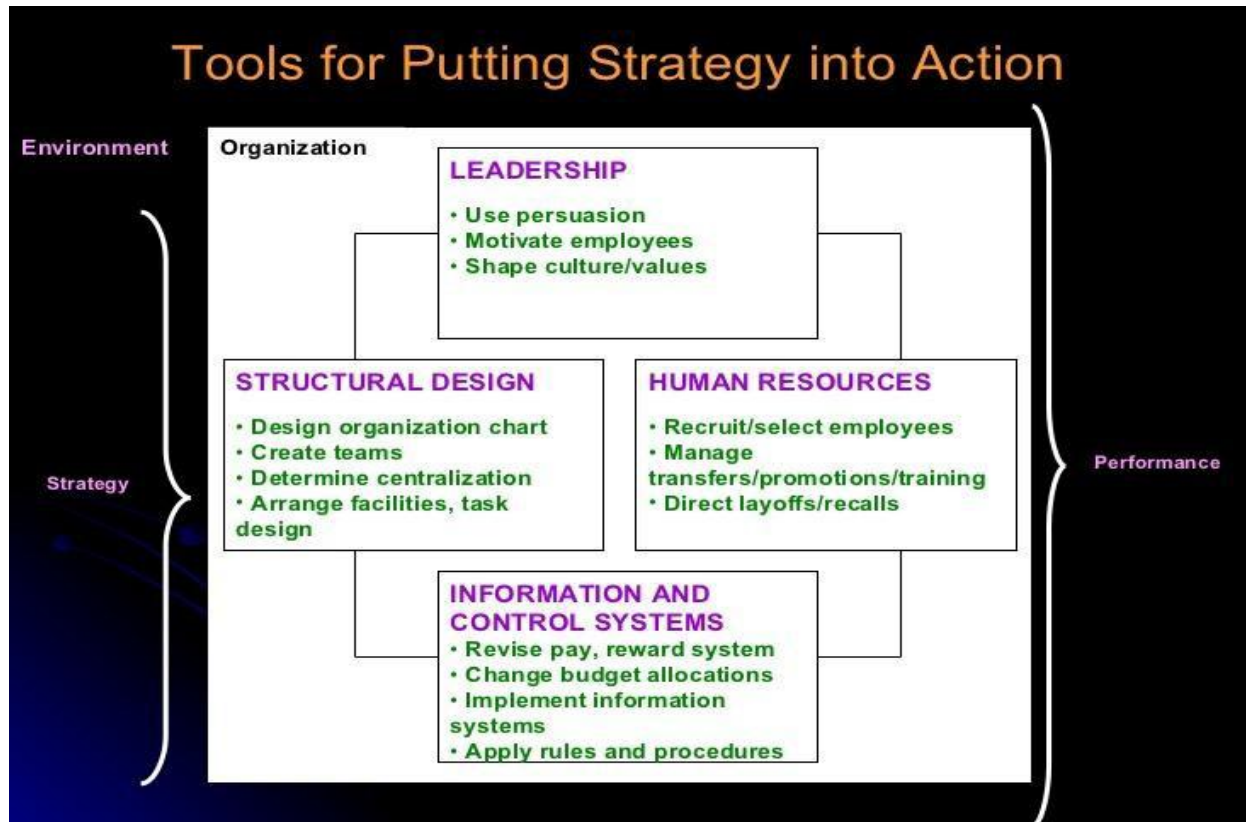 Tools for Putting Strategy into Action
Environment
Organization
LEADERSHIP
• Use persuasion
• Motivate employees
• Shape culture/values
STRUCTURAL DESIGN
• Design organization chart
• Create teams
• Determine centralization
• Arrange facilities, task
design
HUMAN RESOURCES
• Recruit/select employees
• Manage
transfers/promotions/training
• Direct layoffs/recalls
Strategy
Performance
INFORMATION AND
CONTROL SYSTEMS
• Revise pay, reward system
• Change budget allocations
• Implement information
systems
• Apply rules and procedures